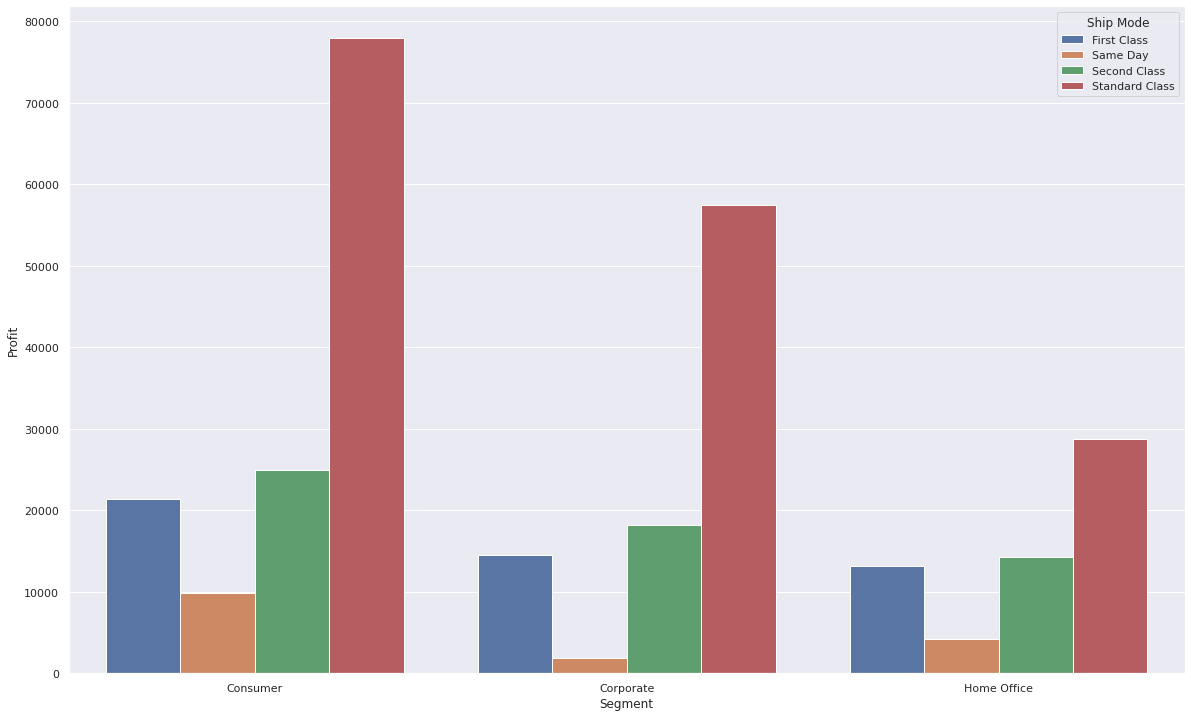 Ship Mode
First Class
Same Day
Second Class
Standard Class
80000
70000
60000
50000
40000
30000
20000
10000
0
Profit
Consumer
Corporate
Home Office
Segment